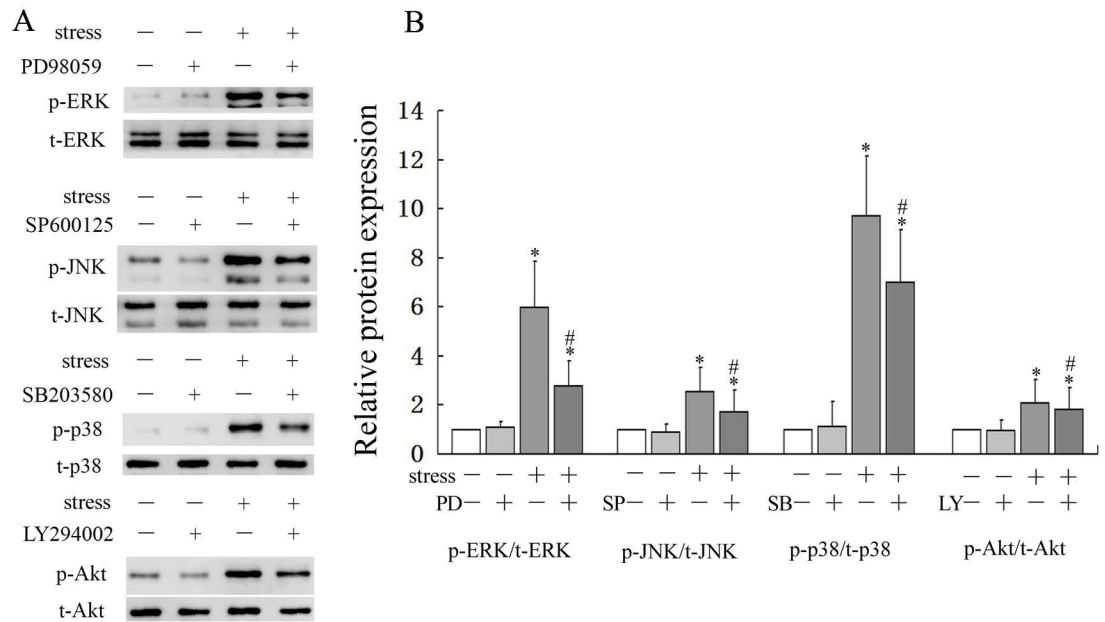 A
stress — — + +
PD98059 — + — +
p-ERK
t-ERK
stress — — + +
SP600125 — + — +
p-JNK
t-JNK
stress — — + +
SB203580 — + — +
p-p38
t-p38
stress — — + +
LY294002 — + — +
p-Akt
t-Akt
B
Relative protein expression
14
12
10
8
6
4
2
0
* # * * # * * # * * # *
stress — — + + — — + + — — + + — — + +
PD — + — + SP — + — + SB — + — + LY — + — +
p-ERK/t-ERK p-JNK/t-JNK p-p38/t-p38 p-Akt/t-Akt